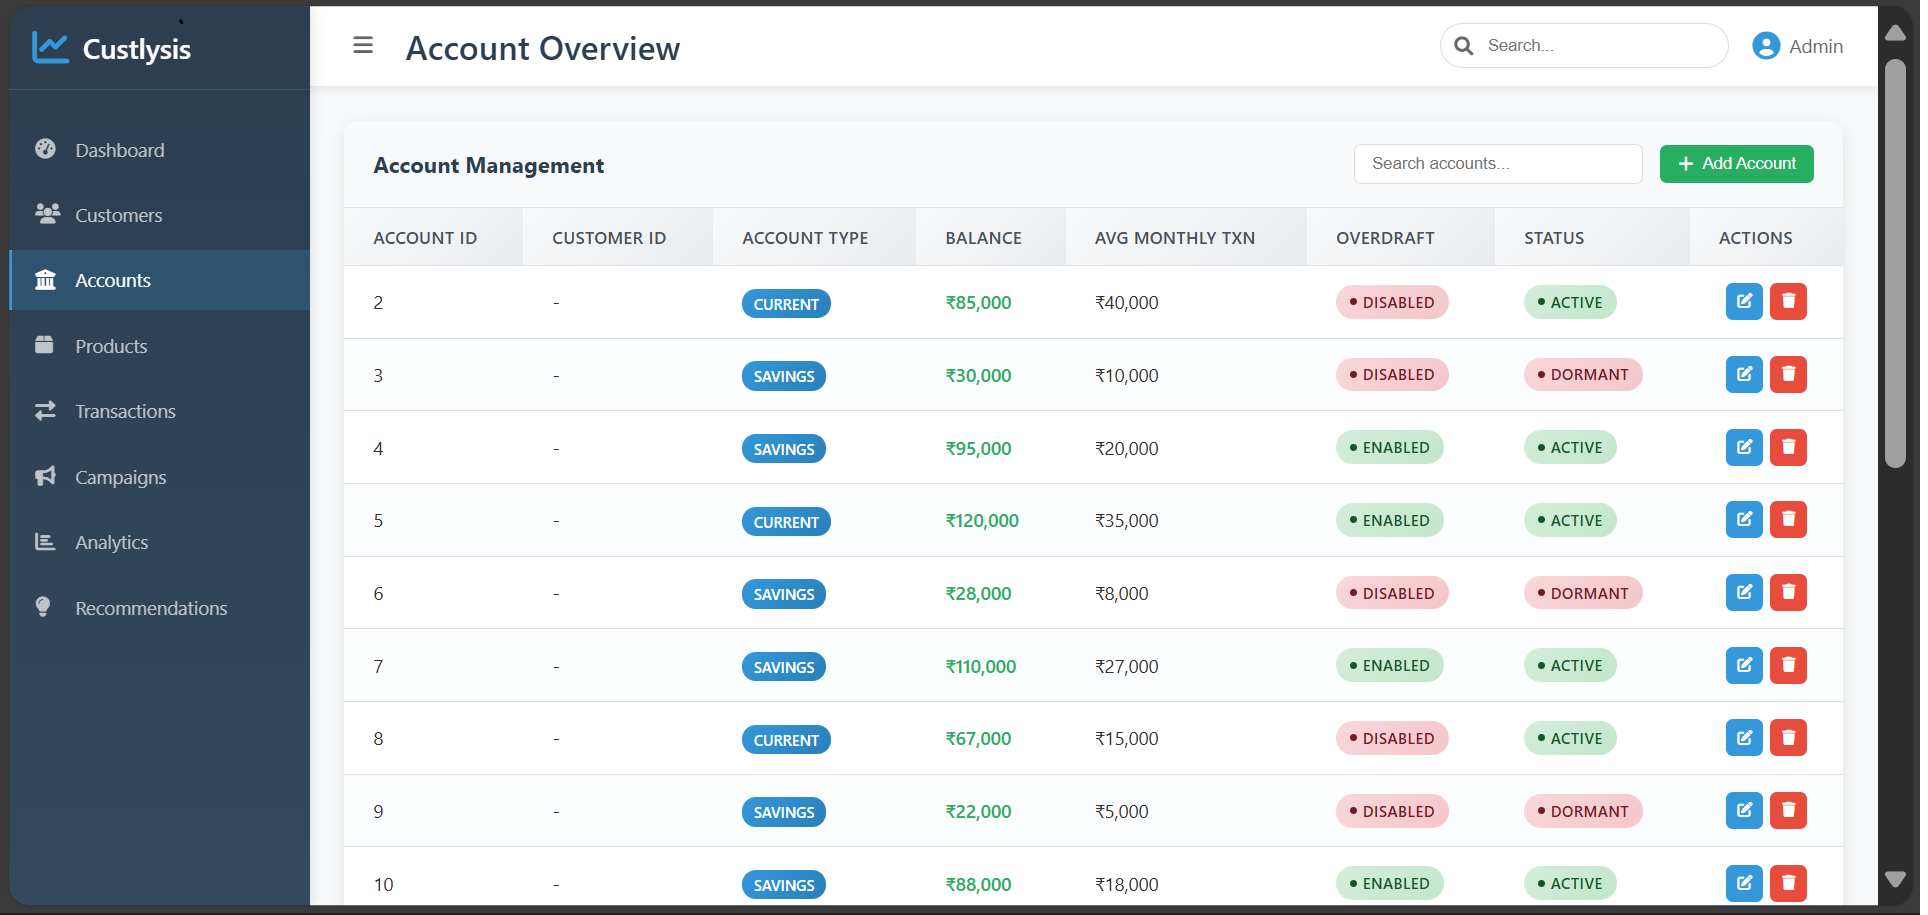 Custlysis
Account Overview
Search...
Admin
Dashboard
Customers
Accounts
Products
Transactions
Campaigns
Analytics
Recommendations
Account Management
Search accounts...
Add Account
ACCOUNT ID CUSTOMER ID ACCOUNT TYPE BALANCE AVG MONTHLY TXN OVERDRAFT STATUS ACTIONS
2 - CURRENT ₹85,000 ₹40,000 DISABLED ACTIVE
3 - SAVINGS ₹30,000 ₹10,000 DISABLED DORMANT
4 - SAVINGS ₹95,000 ₹20,000 ENABLED ACTIVE
5 - CURRENT ₹120,000 ₹35,000 ENABLED ACTIVE
6 - SAVINGS ₹28,000 ₹8,000 DISABLED DORMANT
7 - SAVINGS ₹110,000 ₹27,000 ENABLED ACTIVE
8 - CURRENT ₹67,000 ₹15,000 DISABLED ACTIVE
9 - SAVINGS ₹22,000 ₹5,000 DISABLED DORMANT
10 - SAVINGS ₹88,000 ₹18,000 ENABLED ACTIVE